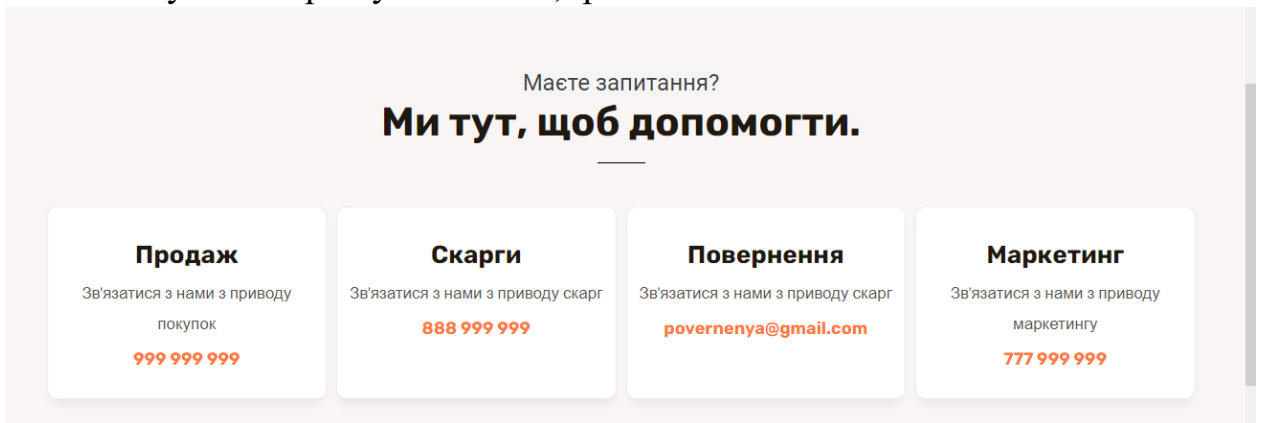 Маєте запитання?
Ми тут, щоб допомогти.
Продаж
Зв'язатися з нами з приводу
покупок
999 999 999
Скарги
Зв'язатися з нами з приводу скарг
888 999 999
Повернення
Зв'язатися з нами з приводу скарг
povernenya@gmail.com
Маркетинг
Зв'язатися з нами з приводу
маркетингу
777 999 999